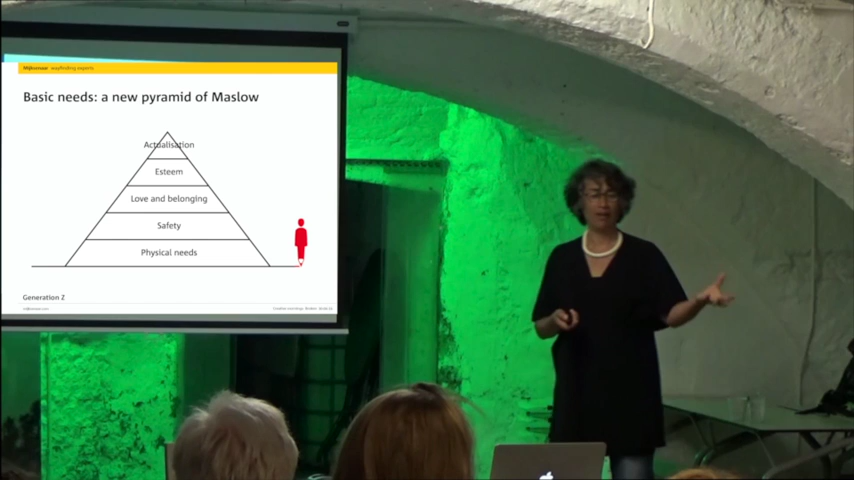 Mijksenaar wayfinding experts
Basic needs: a new pyramid of Maslow
Actualisation
Esteem
Love and belonging
Safety
Physical needs
Generation Z